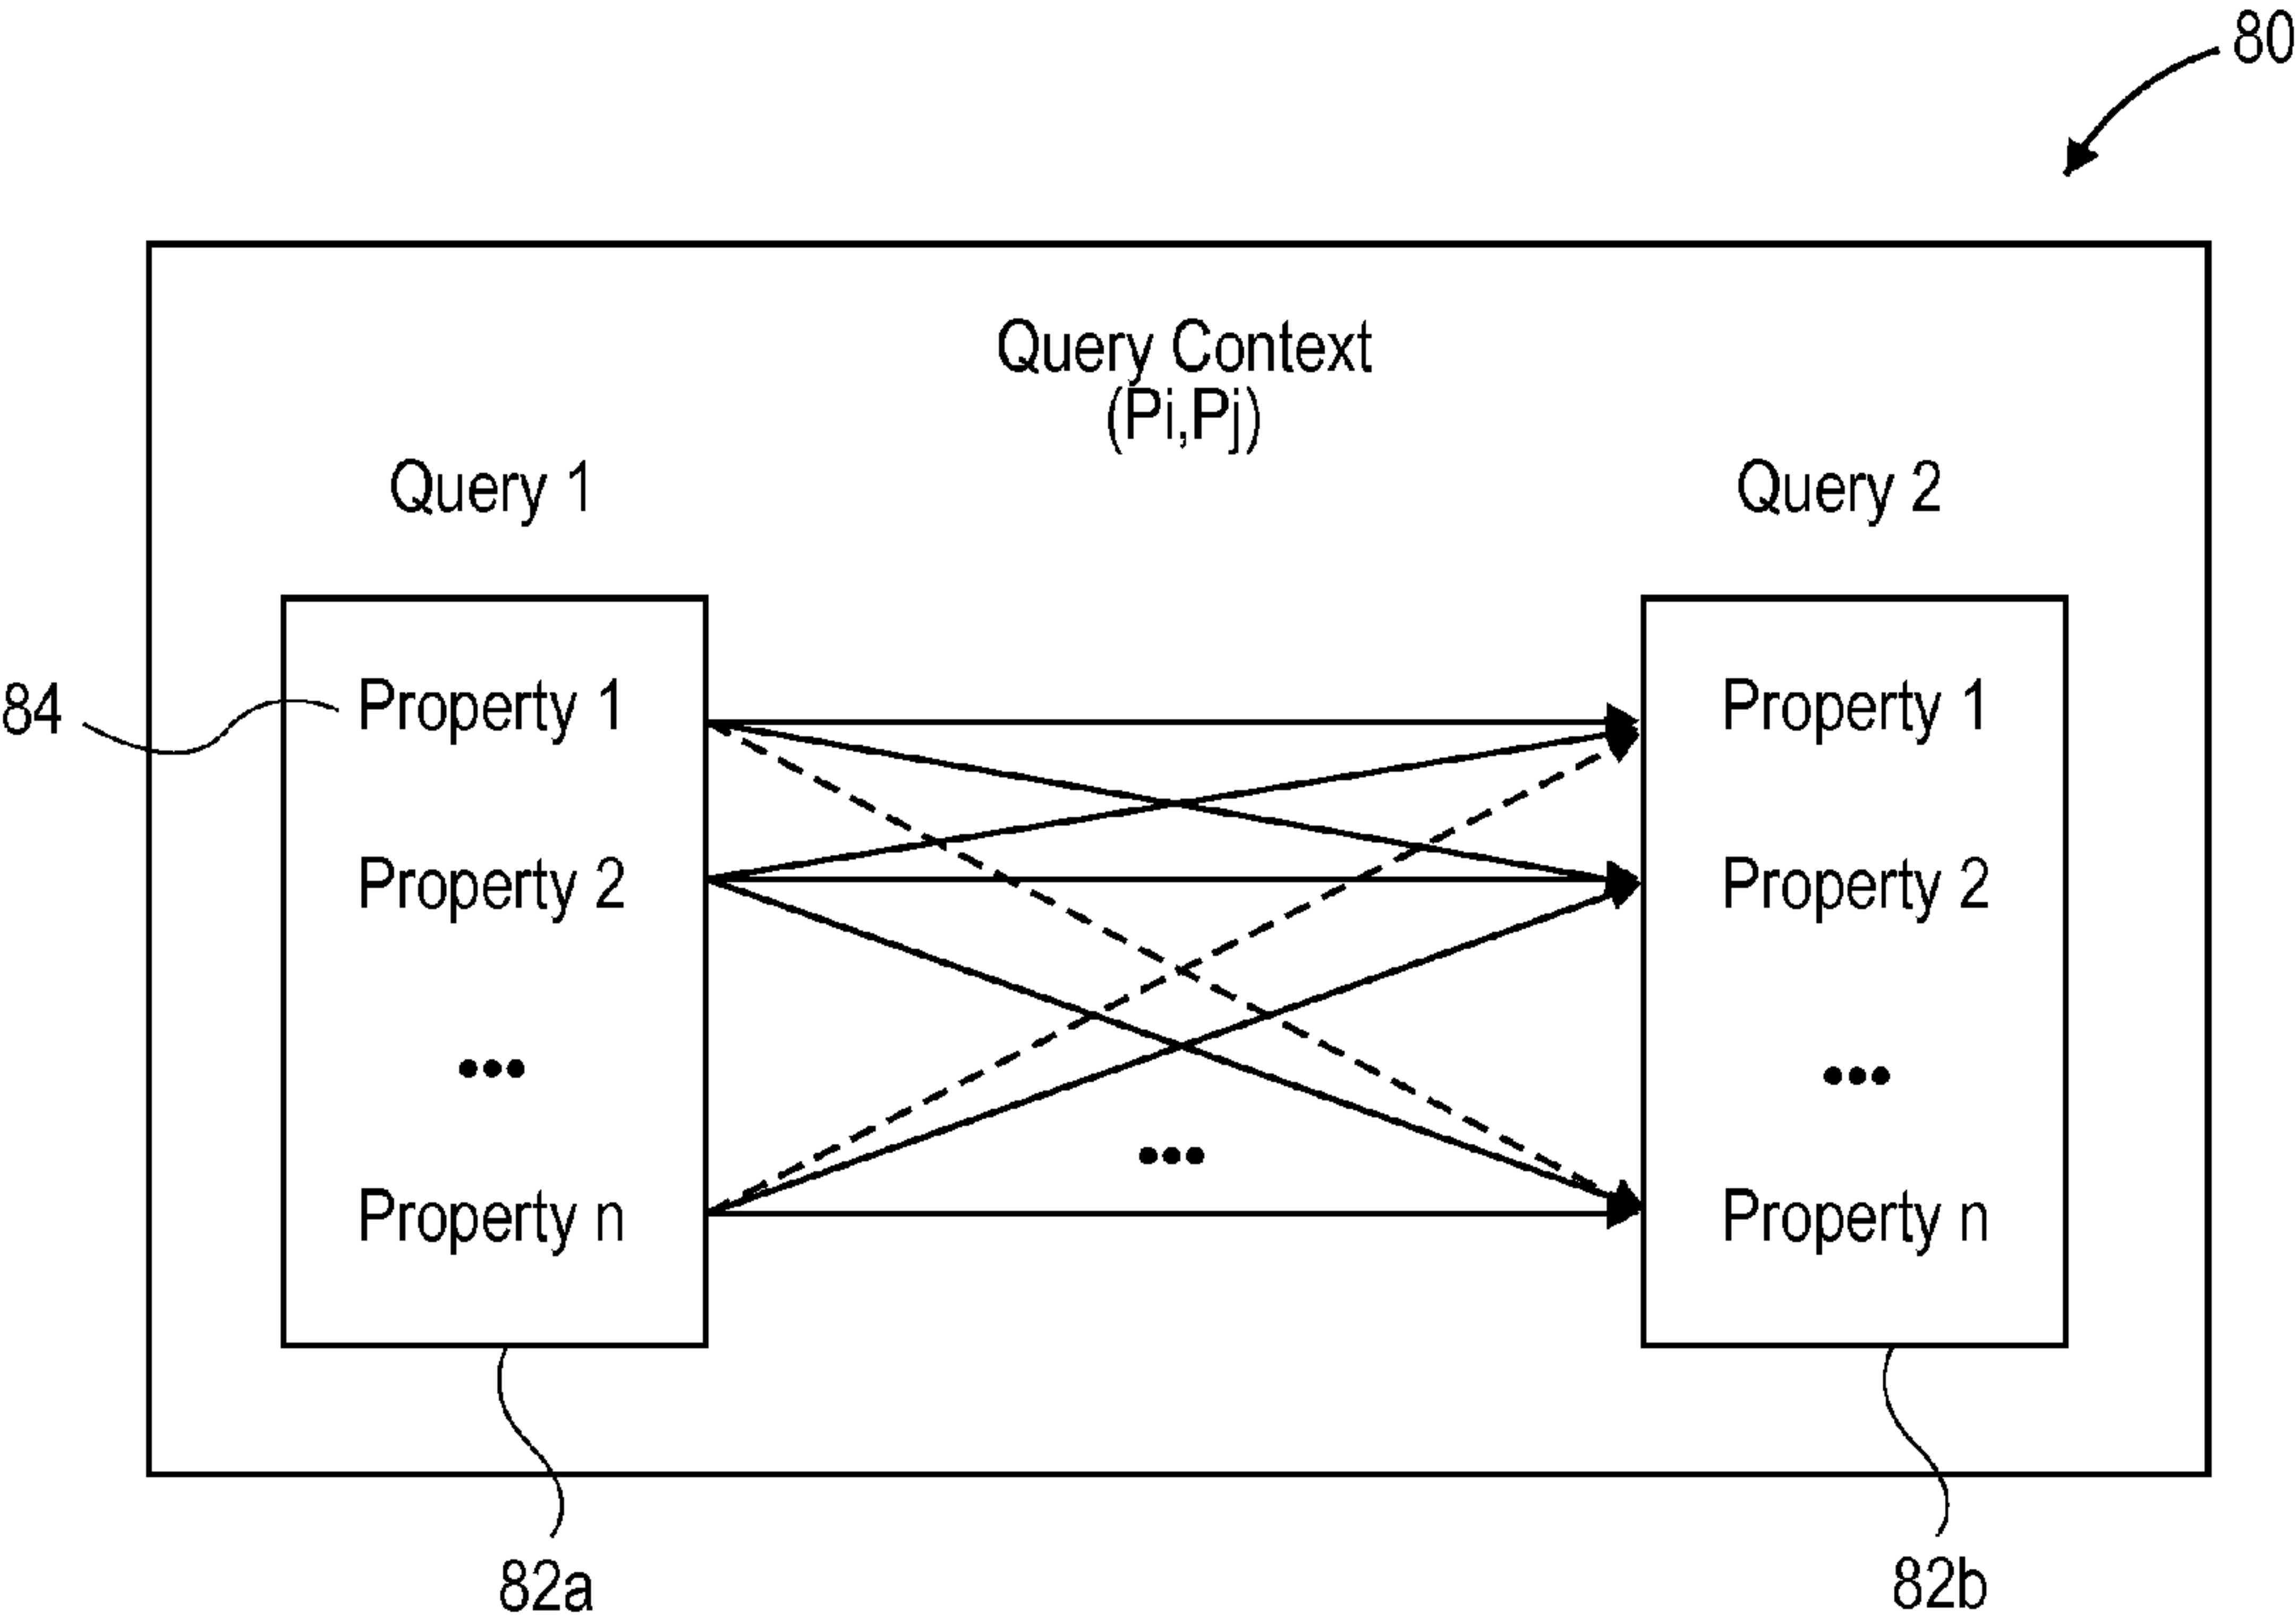 80
Query Context
(Pi,Pj)
Query 1
Query 2
84
Property 1
Property 1
Property 2
Property 2
•••
•••
•••
Property n
Property n
82a
82b